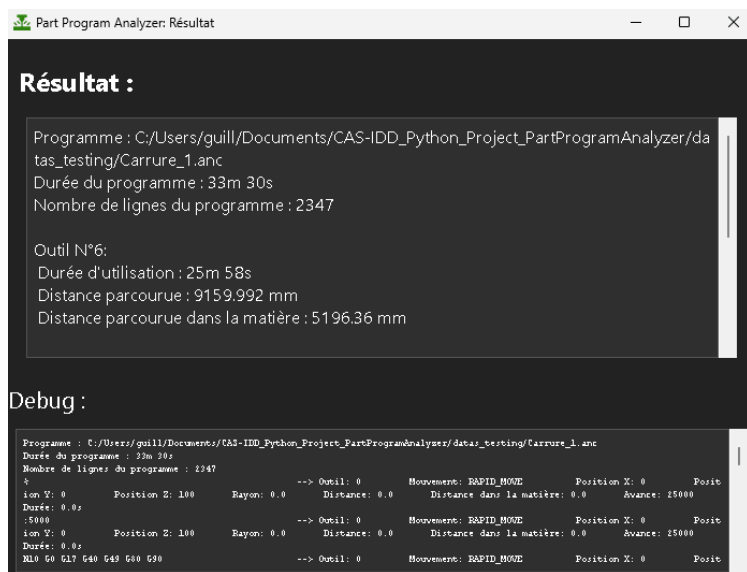 Part Program Analyzer: Résultat
Résultat :
Programme : C:/Users/guill/Documents/CAS-IDD_Python_Project_PartProgramAnalyzer/da
tas_testing/Carrure_1.anc
Durée du programme : 33m 30s
Nombre de lignes du programme : 2347
Outil N°6:
Durée d'utilisation : 25m 58s
Distance parcourue : 9159.992 mm
Distance parcourue dans la matière : 5196.36 mm
Debug :
Programme : C:/Users/guill/Documents/CAS-IDD_Python_Project_PartProgramAnalyzer/datas_testing/Carrure_1.anc
Durée du programme : 33m 30s
Nombre de lignes du programme : 2347
% --> Outil: 0 Mouvement: RAPID_MOVE Position X: 0 Posit
ion Y: 0 Position Z: 100 Rayon: 0.0 Distance: 0.0 Distance dans la matière: 0.0 Avance: 25000
Durée: 0.0s
:5000 --> Outil: 0 Mouvement: RAPID_MOVE Position X: 0 Posit
ion Y: 0 Position Z: 100 Rayon: 0.0 Distance: 0.0 Distance dans la matière: 0.0 Avance: 25000
Durée: 0.0s
N10 G0 G17 G40 G49 G80 G90 --> Outil: 0 Mouvement: RAPID_MOVE Position X: 0 Posit